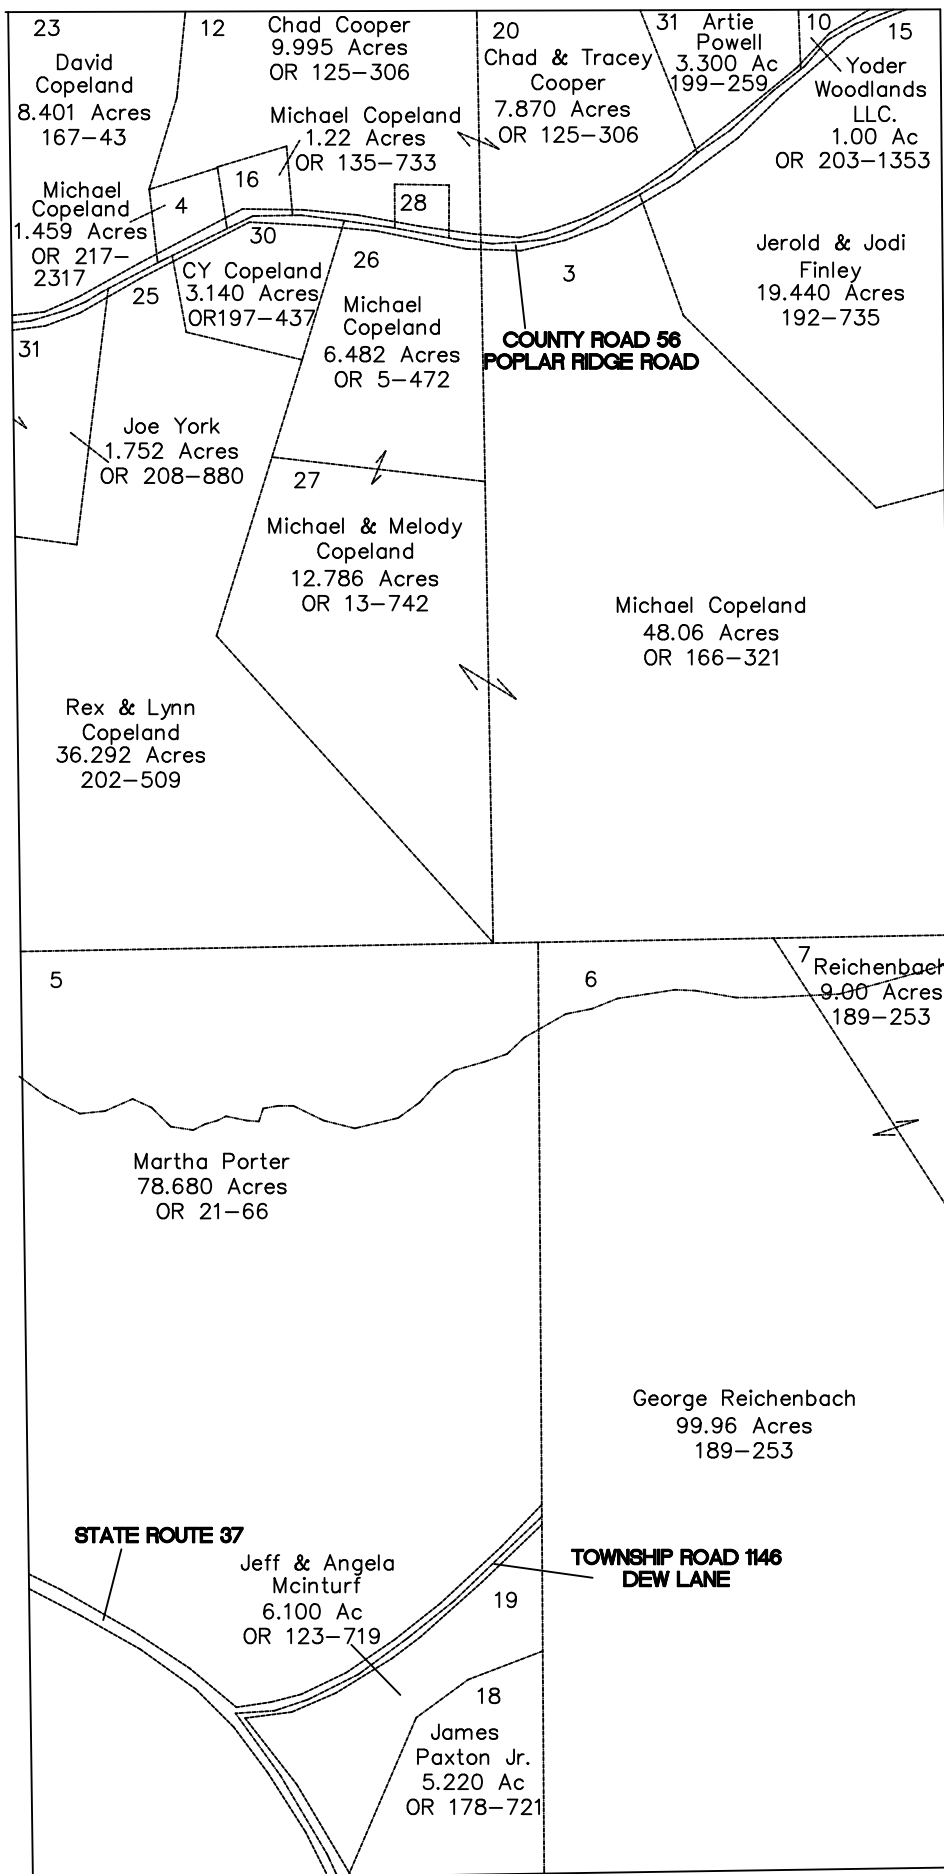 23
David
Copeland
8.401 Acres
167-43
12
Chad Cooper
9.995 Acres
OR 125-306
Michael Copeland
1.22 Acres
OR 135-733
16
20
Chad & Tracey
Cooper
7.870 Acres
OR 125-306
31
Artie
Powell
3.300 Ac
199-259
10
15
Yoder
Woodlands
LLC.
1.00 Ac
OR 203-1353
Michael
Copeland
1.459 Acres
OR 217-
2317
4
28
30
CY Copeland
3.140 Acres
OR197-437
25
26
Michael
Copeland
6.482 Acres
OR 5-472
3
Jerold & Jodi
Finley
19.440 Acres
192-735
COUNTY ROAD 56
POPLAR RIDGE ROAD
31
Joe York
1.752 Acres
OR 208-880
27
Michael & Melody
Copeland
12.786 Acres
OR 13-742
Michael Copeland
48.06 Acres
OR 166-321
Rex & Lynn
Copeland
36.292 Acres
202-509
5
6
7
Reichenbach
9.00 Acres
189-253
Martha Porter
78.680 Acres
OR 21-66
George Reichenbach
99.96 Acres
189-253
STATE ROUTE 37
Jeff & Angela
Mcinturf
6.100 Ac
OR 123-719
TOWNSHIP ROAD 1146
DEW LANE
19
18
James
Paxton Jr.
5.220 Ac
OR 178-721